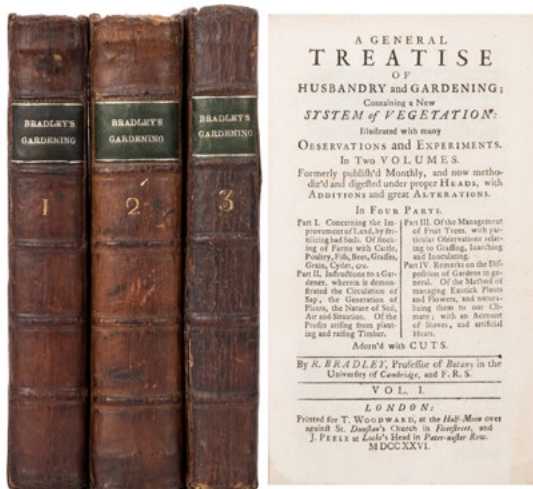 BRADLEY'S
GARDENING
1
BRADLEY'S
GARDENING
2
BRADLEY'S
GARDENING
3
A GENERAL
TREATISE
OF
HUSBANDRY and GARDENING;
Containing a New
SYSTEM of VEGETATION:
Illustrated with many
OBSERVATIONS and EXPERIMENTS.
In Two VOLUMES.
Formerly publish'd Monthly, and now metho-
diz'd and digested under proper HEADS, with
ADDITIONS and great ALTERATIONS.
In FOUR PARTS.
Part I. Concerning the Im-
provement of Land, by fer-
tilizing bad Soils. Of stock-
ing of Farms with Cattle,
Poultry, Fish, Bees, Grasses,
Grain, Cyder, &c.
Part II. Instructions to a Gar-
dener, wherein is demon-
strated the Circulation of
Sap, the Generation of
Plants, the Nature of Soil,
Air and Situation. Of the
Profits arising from plant-
ing and raising Timber.
Part III. Of the Management
of Fruit Trees, with par-
ticular Observations relat-
ing to Graffing, Inarching
and Inoculating.
Part IV. Remarks on the Dis-
position of Gardens in ge-
neral. Of the Method of
managing Exotick Plants
and Flowers, and natura-
lizing them to our Cli-
mate; with an Account
of Stoves, and artificial
Heats.
Adorn'd with CUTS.
By R. BRADLEY, Professor of Botany in the
University of Cambridge, and F. R. S.
VOL. I.
LONDON:
Printed for T. WOODWARD, at the Half-Moon over
against St. Dunstan's Church in Fleetstreet, and
J. PEELE at Locke's Head in Pater-noster Row.
MDCCXXVI.